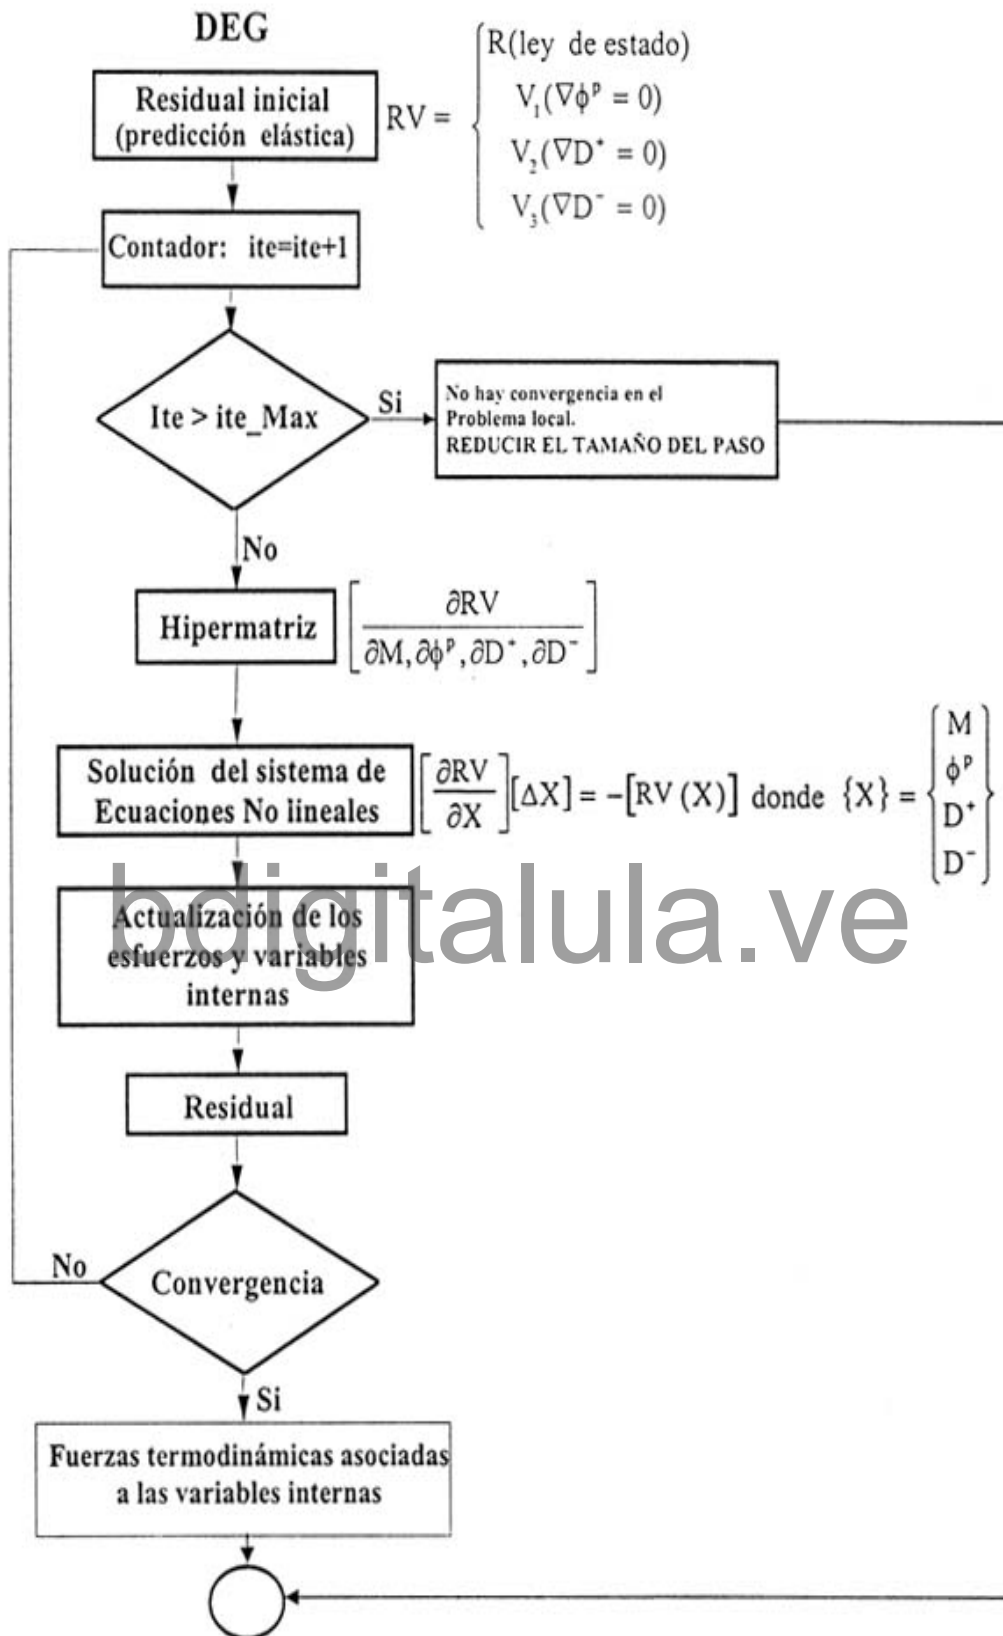 DEG
Residual inicial
(predicción elástica)
RV =
R(ley de estado)
V₁(∇ϕᵖ = 0)
V₂(∇D⁺ = 0)
V₃(∇D⁻ = 0)
Contador: ite=ite+1
Ite > ite_Max
Si
No hay convergencia en el
Problema local.
REDUCIR EL TAMAÑO DEL PASO
No
Hipermatriz
[∂RV / ∂M, ∂ϕᵖ, ∂D⁺, ∂D⁻]
Solución del sistema de
Ecuaciones No lineales
[∂RV / ∂X] [ΔX] = -[RV (X)] donde {X} = {M ϕᵖ D⁺ D⁻}
Actualización de los
esfuerzos y variables
internas
bdigitalula.ve
Residual
Convergencia
No
Si
Fuerzas termodinámicas asociadas
a las variables internas